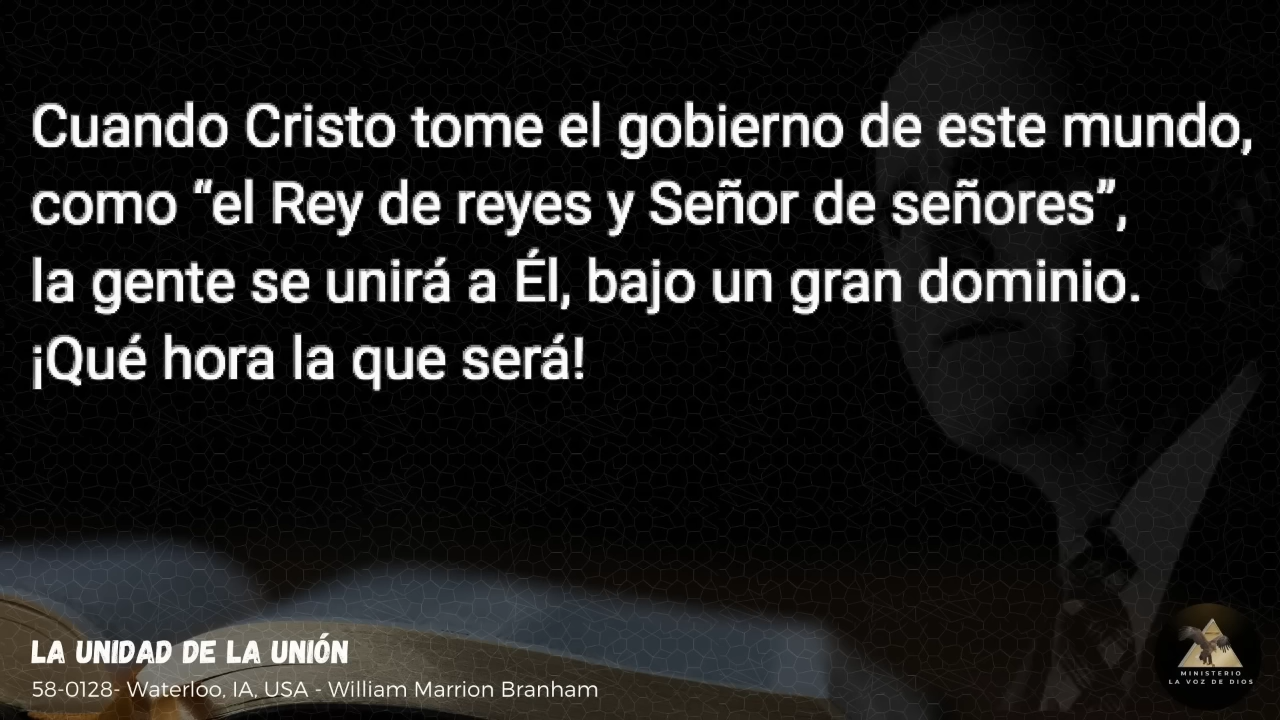 Cuando Cristo tome el gobierno de este mundo,
como “el Rey de reyes y Señor de señores”,
la gente se unirá a Él, bajo un gran dominio.
¡Qué hora la que será!
LA UNIDAD DE LA UNIÓN
58-0128- Waterloo, IA, USA - William Marrion Branham
MINISTERIO
LA VOZ DE DIOS